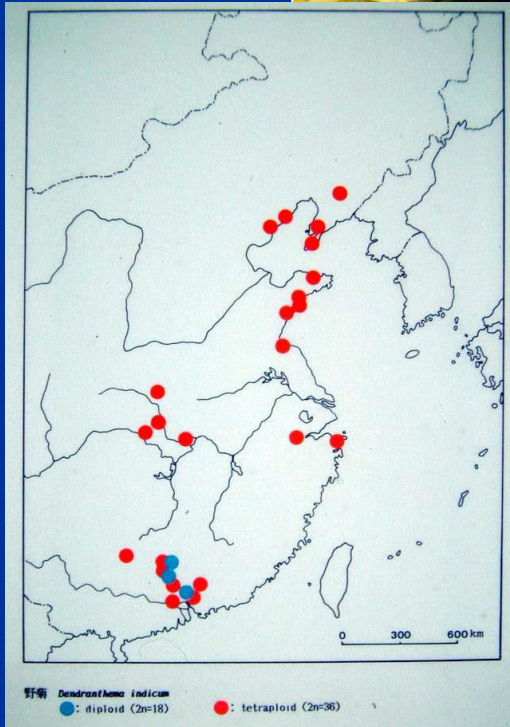 0 300 600 km
野菊 Dendranthema indicum
: diploid (2n=18) : tetraploid (2n=36)